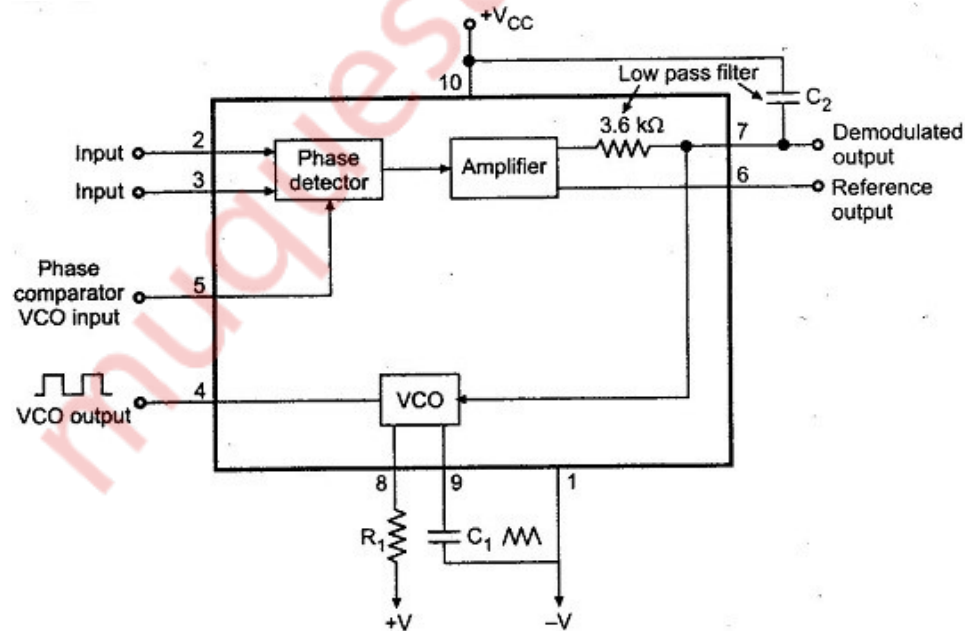 +VCC
10
Low pass filter
C2
3.6 kΩ
7
Demodulated
output
Input
2
Phase
detector
Amplifier
6
Reference
output
Input
3
Phase
comparator
VCO input
5
VCO output
4
VCO
8
9
1
R1
C1
+V
–V
muquest